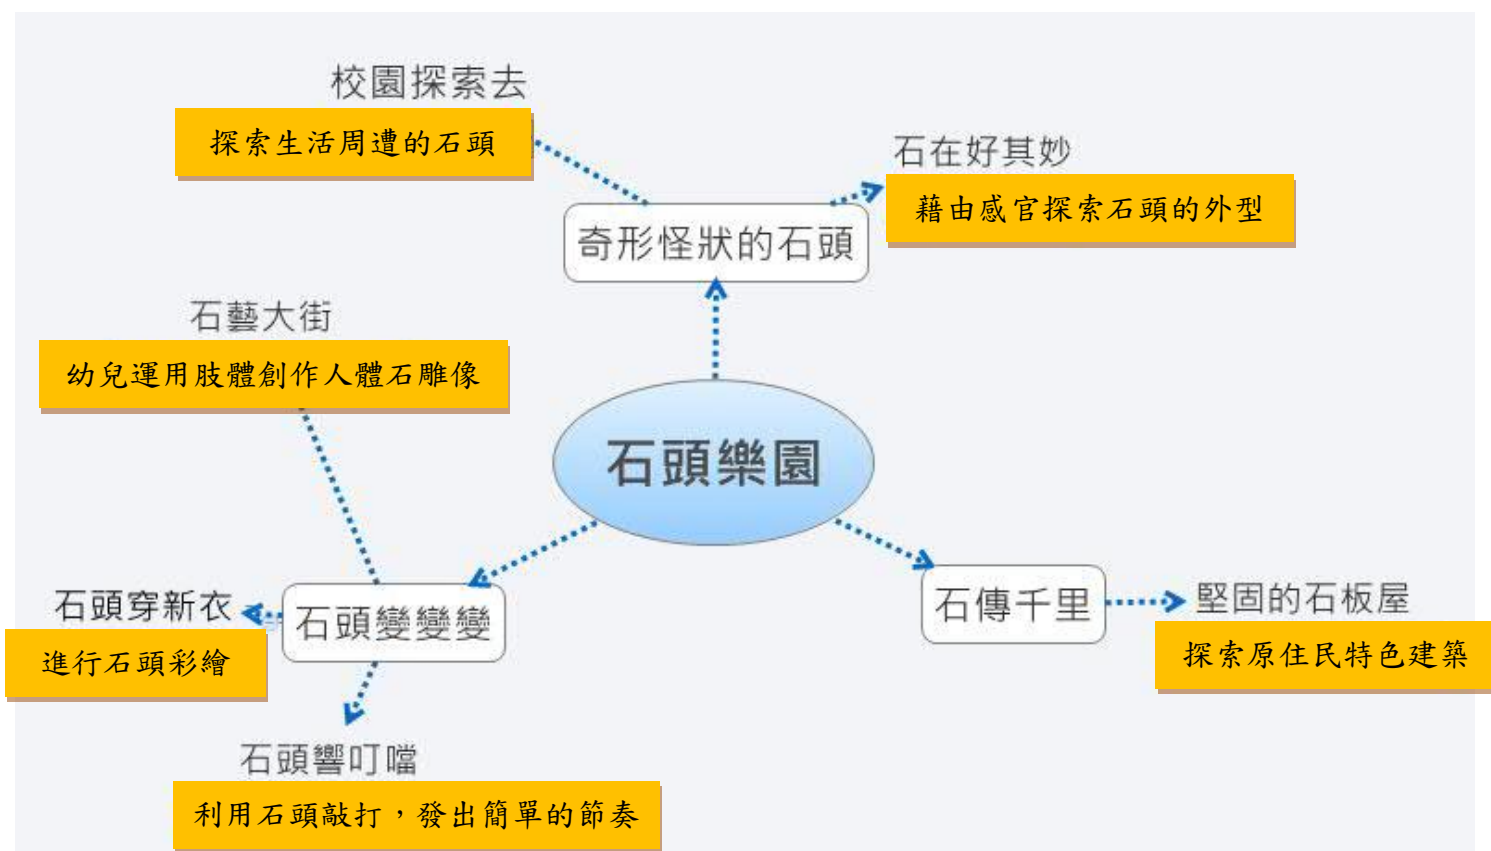 校園探索去
探索生活周遭的石頭
石在好其妙
藉由感官探索石頭的外型
奇形怪狀的石頭
石藝大街
幼兒運用肢體創作人體石雕像
石頭樂園
石頭穿新衣
進行石頭彩繪
石頭變變變
石傳千里
堅固的石板屋
探索原住民特色建築
石頭響叮噹
利用石頭敲打，發出簡單的節奏